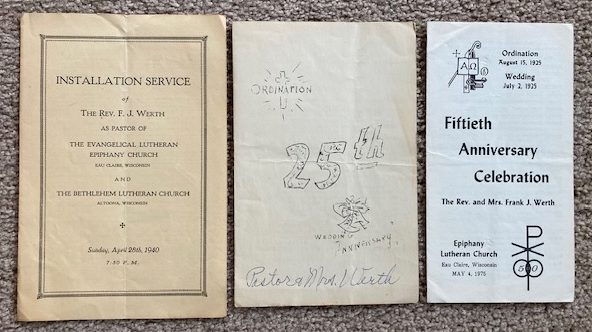 INSTALLATION SERVICE
of
THE REV. F. J. WERTH
AS PASTOR OF
THE EVANGELICAL LUTHERAN
EPIPHANY CHURCH
EAU CLAIRE, WISCONSIN
AND
THE BETHLEHEM LUTHERAN CHURCH
ALTOONA, WISCONSIN
Sunday, April 28th, 1940
7:30 P. M.
ORDINATION
25th
WEDDING
ANNIVERSARY
Pastor & Mrs. Werth
Ordination
August 15, 1925
Wedding
July 2, 1925
ΑΩ
Fiftieth
Anniversary
Celebration
The Rev. and Mrs. Frank J. Werth
Epiphany
Lutheran Church
Eau Claire, Wisconsin
MAY 4, 1975
50